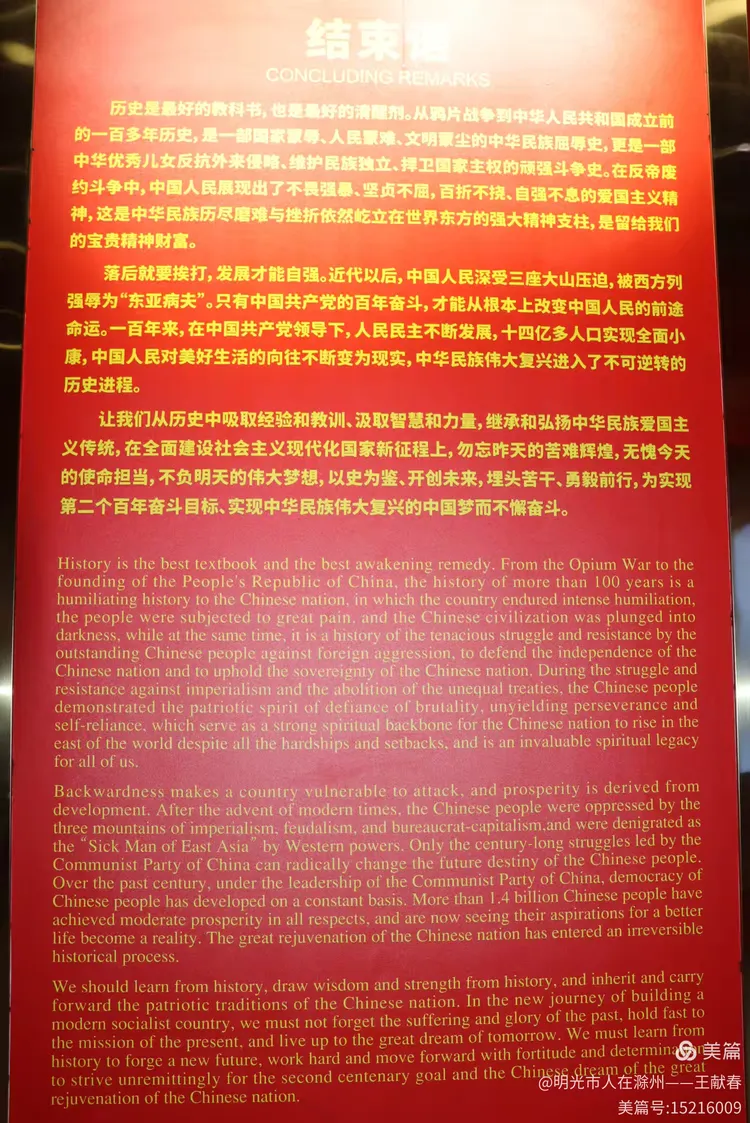 结束语
CONCLUDING REMARKS
历史是最好的教科书,也是最好的清醒剂。从鸦片战争到中华人民共和国成立前
的一百多年历史,是一部国家蒙辱、人民蒙难、文明蒙尘的中华民族屈辱史,更是一部
中华优秀儿女反抗外来侵略、维护民族独立、捍卫国家主权的顽强斗争史。在反帝废
约斗争中,中国人民展现出了不畏强暴、坚贞不屈,百折不挠、自强不息的爱国主义精
神,这是中华民族历尽磨难与挫折依然屹立在世界东方的强大精神支柱,是留给我们
的宝贵精神财富。
落后就要挨打,发展才能自强。近代以后,中国人民深受三座大山压迫,被西方列
强辱为“东亚病夫”。只有中国共产党的百年奋斗,才能从根本上改变中国人民的前途
命运。一百年来,在中国共产党领导下,人民民主不断发展,十四亿多人口实现全面小
康,中国人民对美好生活的向往不断变为现实,中华民族伟大复兴进入了不可逆转的
历史进程。
让我们从历史中吸取经验和教训、汲取智慧和力量,继承和弘扬中华民族爱国主
义传统,在全面建设社会主义现代化国家新征程上,勿忘昨天的苦难辉煌,无愧今天
的使命担当,不负明天的伟大梦想,以史为鉴、开创未来,埋头苦干、勇毅前行,为实现
第二个百年奋斗目标、实现中华民族伟大复兴的中国梦而不懈奋斗。
History is the best textbook and the best awakening remedy. From the Opium War to the
founding of the People's Republic of China, the history of more than 100 years is a
humiliating history to the Chinese nation, in which the country endured intense humiliation,
the people were subjected to great pain, and the Chinese civilization was plunged into
darkness, while at the same time, it is a history of the tenacious struggle and resistance by the
outstanding Chinese people against foreign aggression, to defend the independence of the
Chinese nation and to uphold the sovereignty of the Chinese nation. During the struggle and
resistance against imperialism and the abolition of the unequal treaties, the Chinese people
demonstrated the patriotic spirit of defiance of brutality, unyielding perseverance and
self-reliance, which serve as a strong spiritual backbone for the Chinese nation to rise in the
east of the world despite all the hardships and setbacks, and is an invaluable spiritual legacy
for all of us.
Backwardness makes a country vulnerable to attack, and prosperity is derived from
development. After the advent of modern times, the Chinese people were oppressed by the
three mountains of imperialism, feudalism, and bureaucrat-capitalism,and were denigrated as
the “Sick Man of East Asia” by Western powers. Only the century-long struggles led by the
Communist Party of China can radically change the future destiny of the Chinese people.
Over the past century, under the leadership of the Communist Party of China, democracy of
Chinese people has developed on a constant basis. More than 1.4 billion Chinese people have
achieved moderate prosperity in all respects, and are now seeing their aspirations for a better
life become a reality. The great rejuvenation of the Chinese nation has entered an irreversible
historical process.
We should learn from history, draw wisdom and strength from history, and inherit and carry
forward the patriotic traditions of the Chinese nation. In the new journey of building a
modern socialist country, we must not forget the suffering and glory of the past, hold fast to
the mission of the present, and live up to the great dream of tomorrow. We must learn from
history to forge a new future, work hard and move forward with fortitude and determination
to strive unremittingly for the second centenary goal and the Chinese dream of the great
rejuvenation of the Chinese nation.
美篇
@明光市人在滁州——王献春
美篇号:15216009